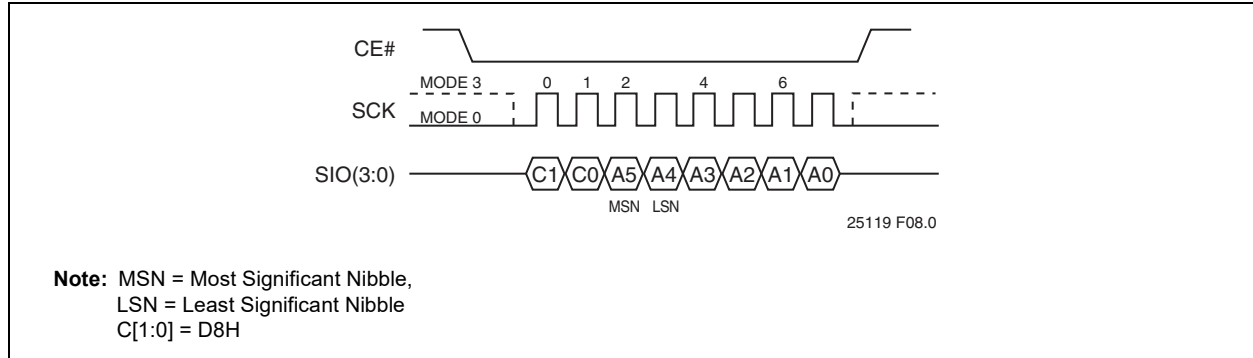 CE#
MODE 3 0 1 2 4 6
SCK
MODE 0
SIO(3:0) C1 C0 A5 A4 A3 A2 A1 A0
MSN LSN
25119 F08.0
Note: MSN = Most Significant Nibble,
LSN = Least Significant Nibble
C[1:0] = D8H